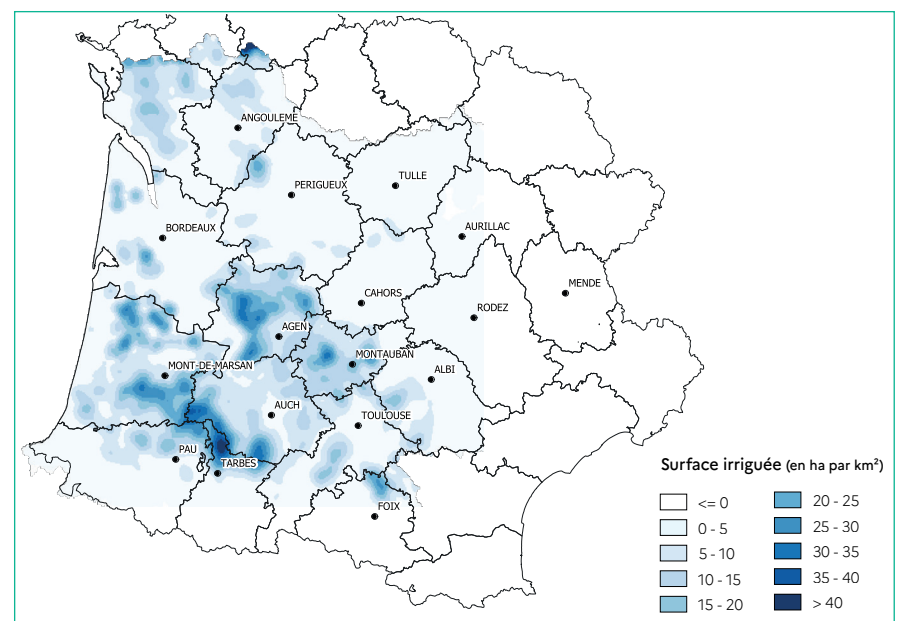 ANGOULEME
TULLE
PERIGUEUX
BORDEAUX
AURILLAC
MENDE
CAHORS
RODEZ
AGEN
MONTAUBAN
MONT-DE-MARSAN
ALBI
AUCH
TOULOUSE
PAU
TARBES
FOIX
Surface irriguée (en ha par km²)
<= 0
0 - 5
5 - 10
10 - 15
15 - 20
20 - 25
25 - 30
30 - 35
35 - 40
> 40